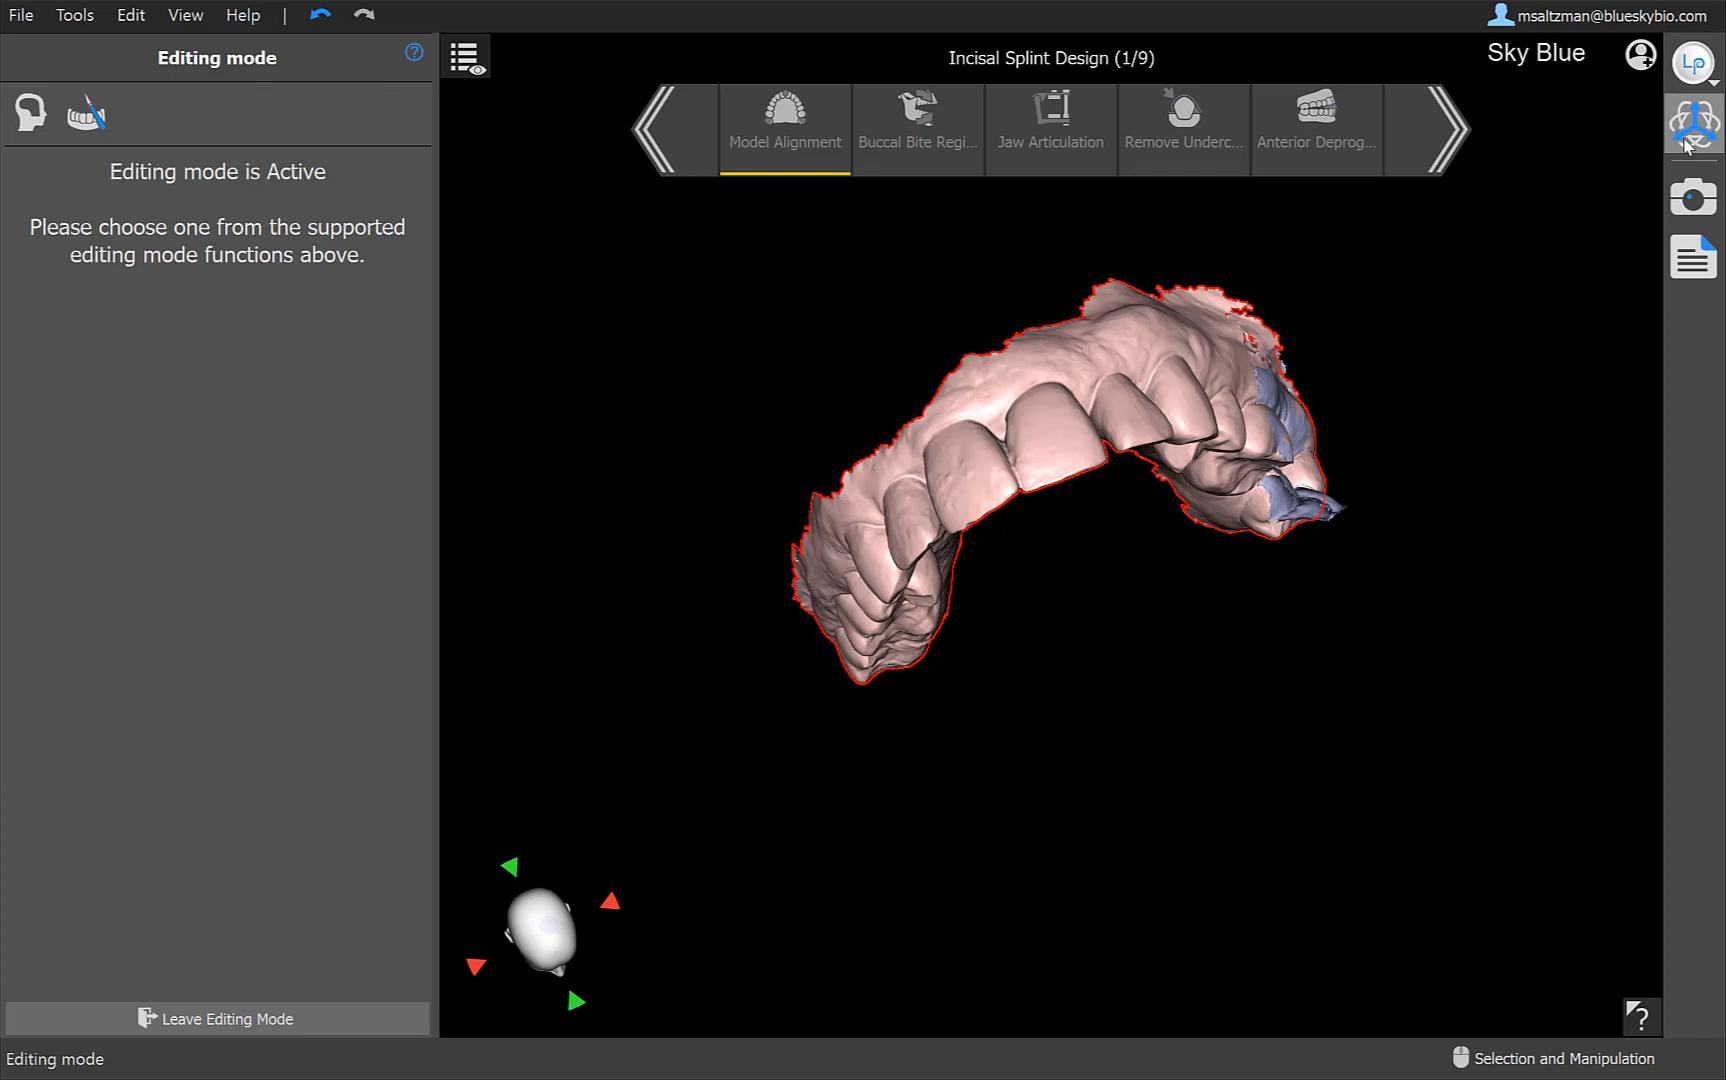 File Tools Edit View Help |
msaltzman@blueskybio.com
Editing mode
Incisal Splint Design (1/9)
Sky Blue
Lp
Model Alignment
Buccal Bite Regi...
Jaw Articulation
Remove Underc...
Anterior Deprog...
Editing mode is Active
Please choose one from the supported
editing mode functions above.
Leave Editing Mode
?
Editing mode
Selection and Manipulation